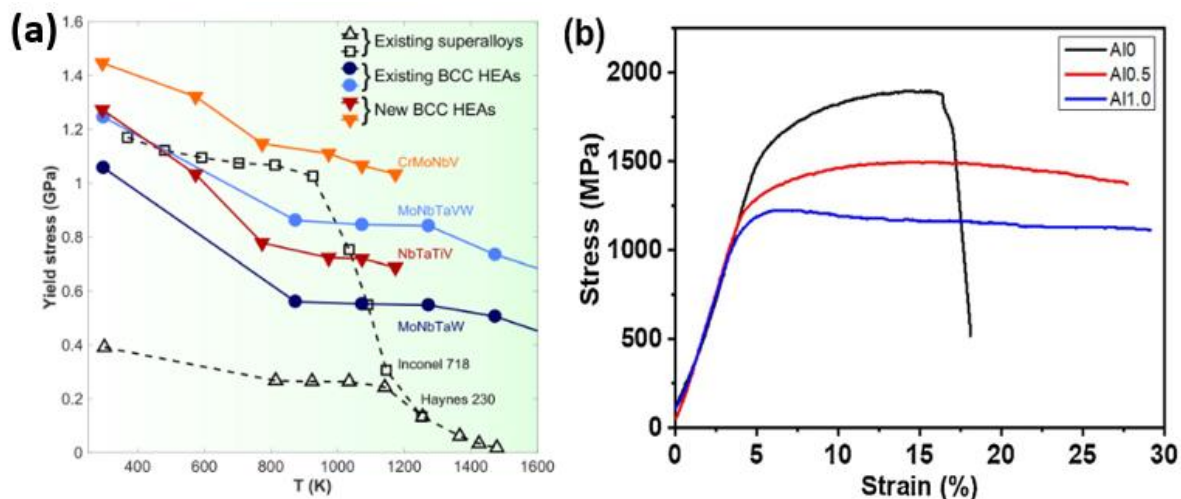 (a)
1.6
1.4
1.2
1
0.8
0.6
0.4
0.2
0
Yield stress (GPa)
Existing superalloys
Existing BCC HEAs
New BCC HEAs
CrMoNbV
MoNbTaVW
NbTaTiV
MoNbTaW
Inconel 718
Haynes 230
400 600 800 1000 1200 1400 1600
T (K)
(b)
2000
1500
1000
500
0
Stress (MPa)
Al0
Al0.5
Al1.0
0 5 10 15 20 25 30
Strain (%)